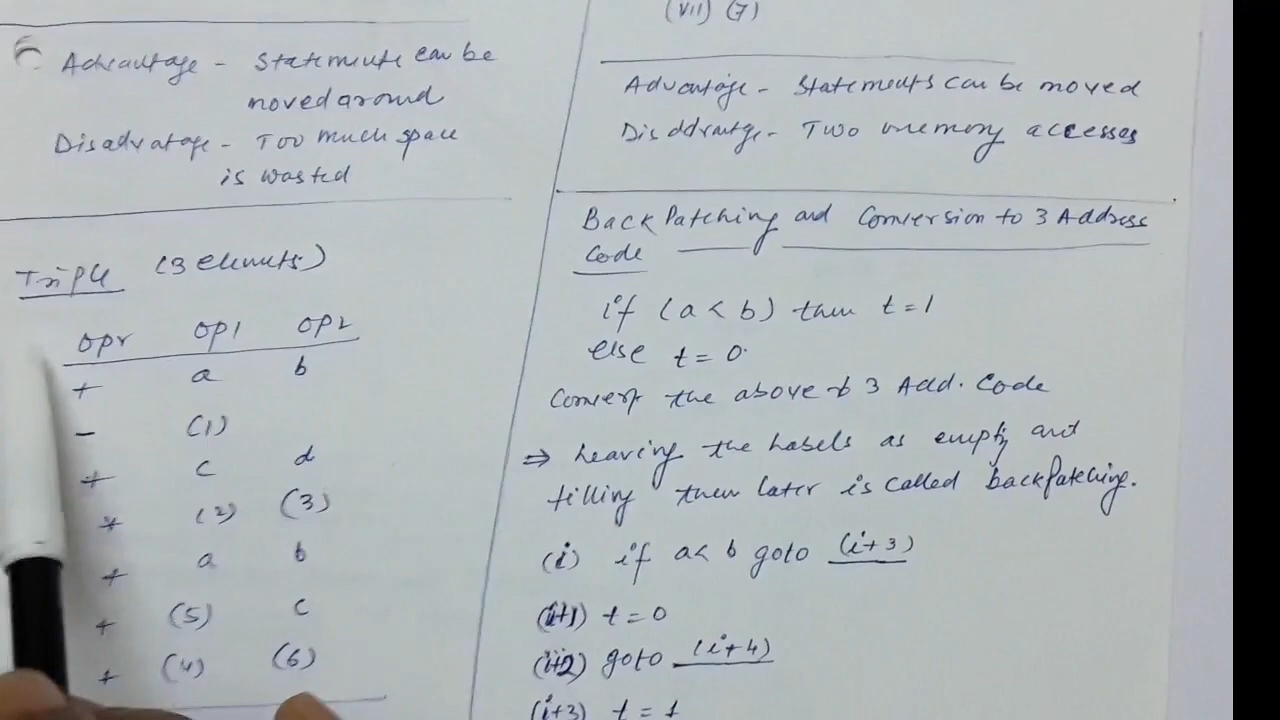 Advantage - Statements can be
moved around
Disadvatage - Too much space
is wasted
Triple (3 elements)
opr op1 op2
+ a b
- (1)
+ c d
* (2) (3)
+ a b
+ (5) c
+ (4) (6)
(VII) (7)
Advantage - Statements can be moved
Disadvantge - Two memory accesses
Back Patching and Conversion to 3 Address
Code
if (a < b) then t = 1
else t = 0.
Convert the above to 3 Add. Code
⇒ Leaving the Labels as empty and
filling them later is called backpatching.
(i) if a < b goto (i+3)
(i+1) t = 0
(i+2) goto (i+4)
(i+3) t = 1